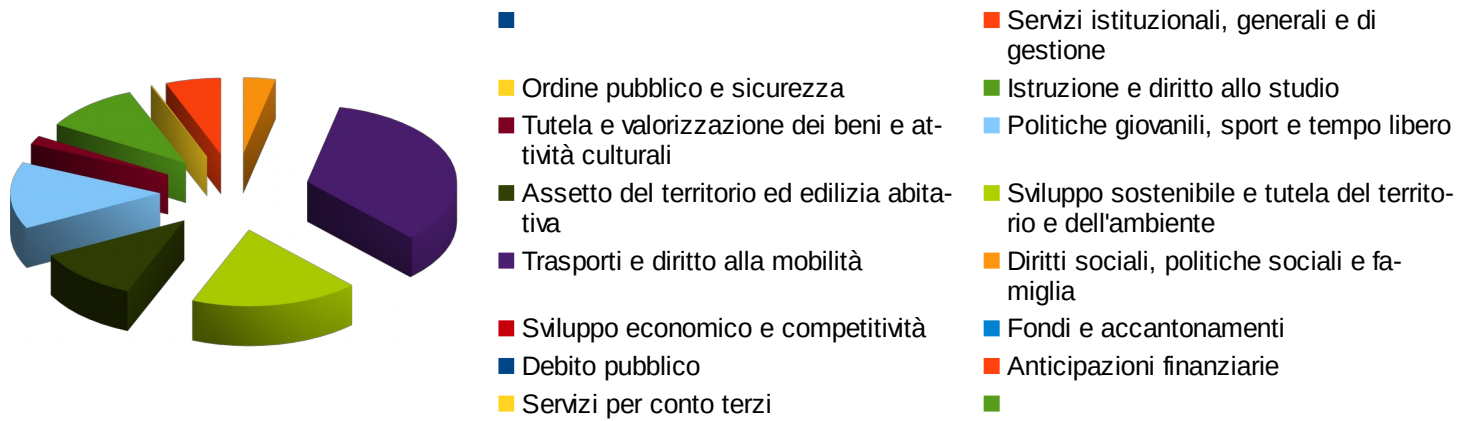 Servizi istituzionali, generali e di
gestione
Ordine pubblico e sicurezza
Istruzione e diritto allo studio
Tutela e valorizzazione dei beni e at-
tività culturali
Politiche giovanili, sport e tempo libero
Assetto del territorio ed edilizia abita-
tiva
Sviluppo sostenibile e tutela del territo-
rio e dell'ambiente
Trasporti e diritto alla mobilità
Diritti sociali, politiche sociali e fa-
miglia
Sviluppo economico e competitività
Fondi e accantonamenti
Debito pubblico
Anticipazioni finanziarie
Servizi per conto terzi